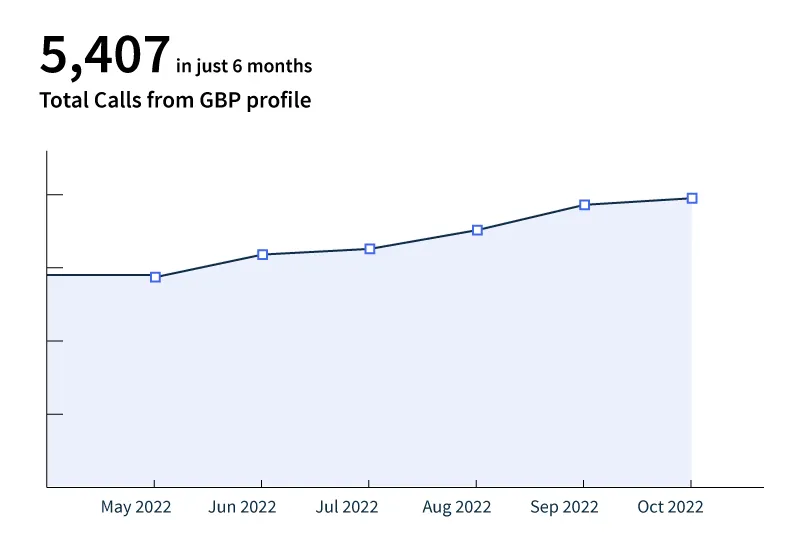 5,407 in just 6 months
Total Calls from GBP profile
May 2022 Jun 2022 Jul 2022 Aug 2022 Sep 2022 Oct 2022